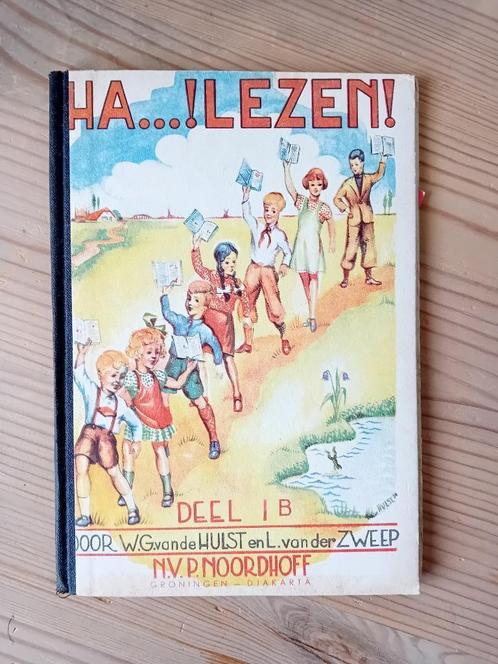 HA...!LEZEN!
DEEL 1B
DOOR W.G. van de HULST en L. van der ZWEEP
N.V. P. NOORDHOFF
GRONINGEN - DJAKARTA